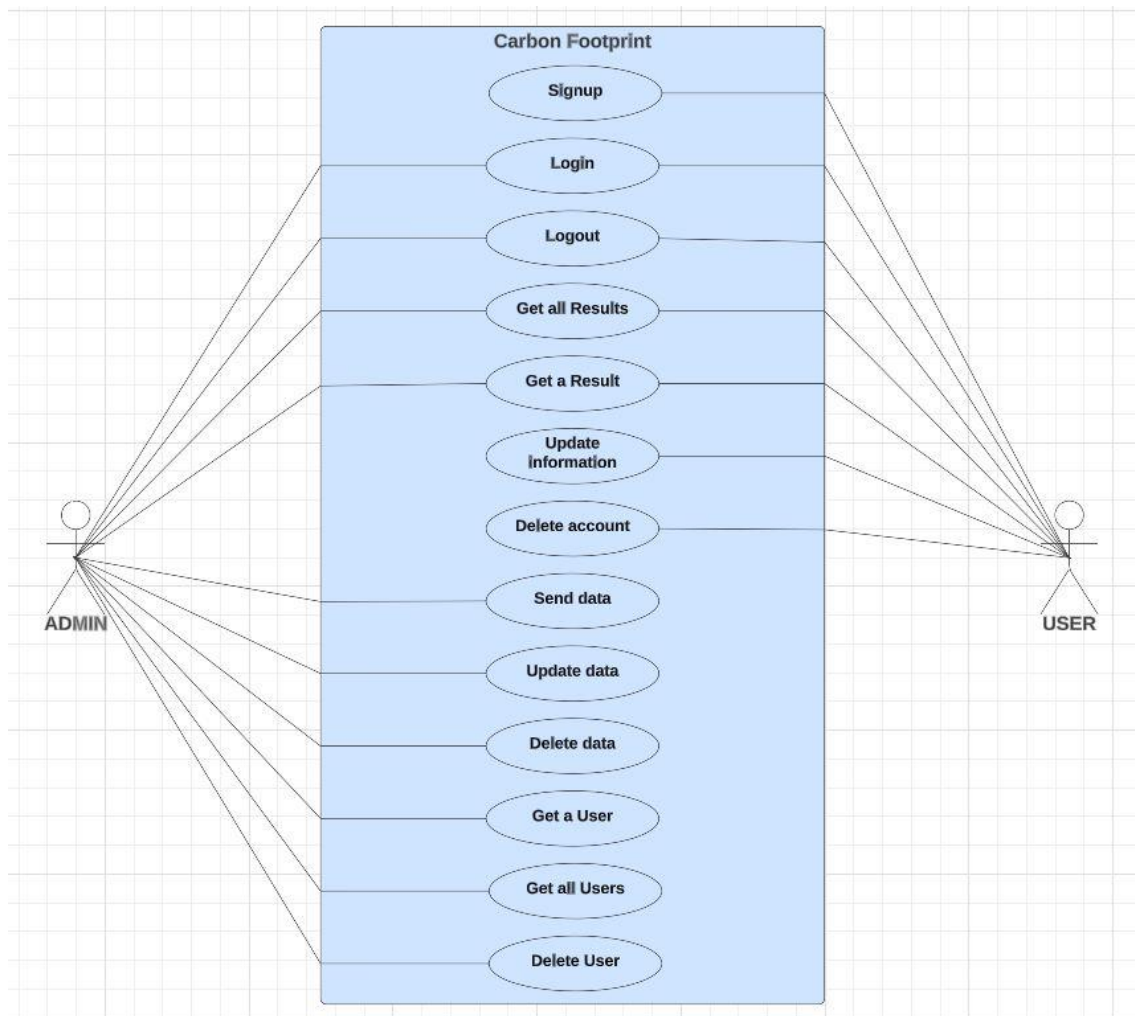 Carbon Footprint
Signup
Login
Logout
Get all Results
Get a Result
Update
information
Delete account
Send data
ADMIN
USER
Update data
Delete data
Get a User
Get all Users
Delete User